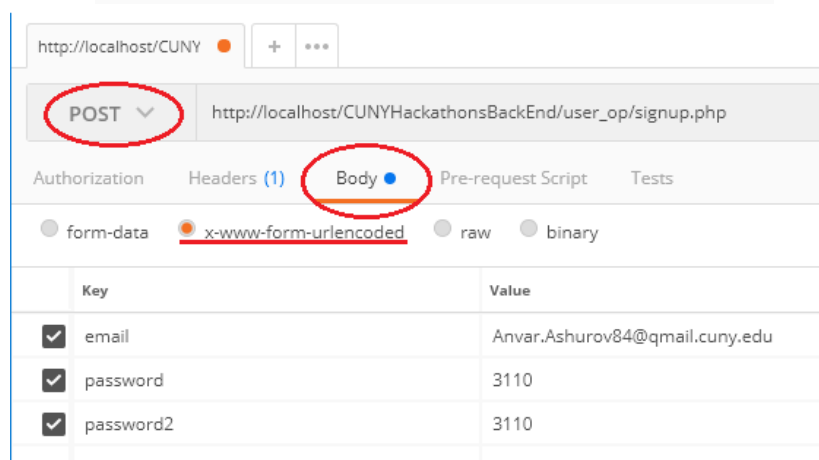 http://localhost/CUNY + •••
POST http://localhost/CUNYHackathonsBackEnd/user_op/signup.php
Authorization Headers (1) Body Pre-request Script Tests
form-data x-www-form-urlencoded raw binary
Key Value
email Anvar.Ashurov84@qmail.cuny.edu
password 3110
password2 3110